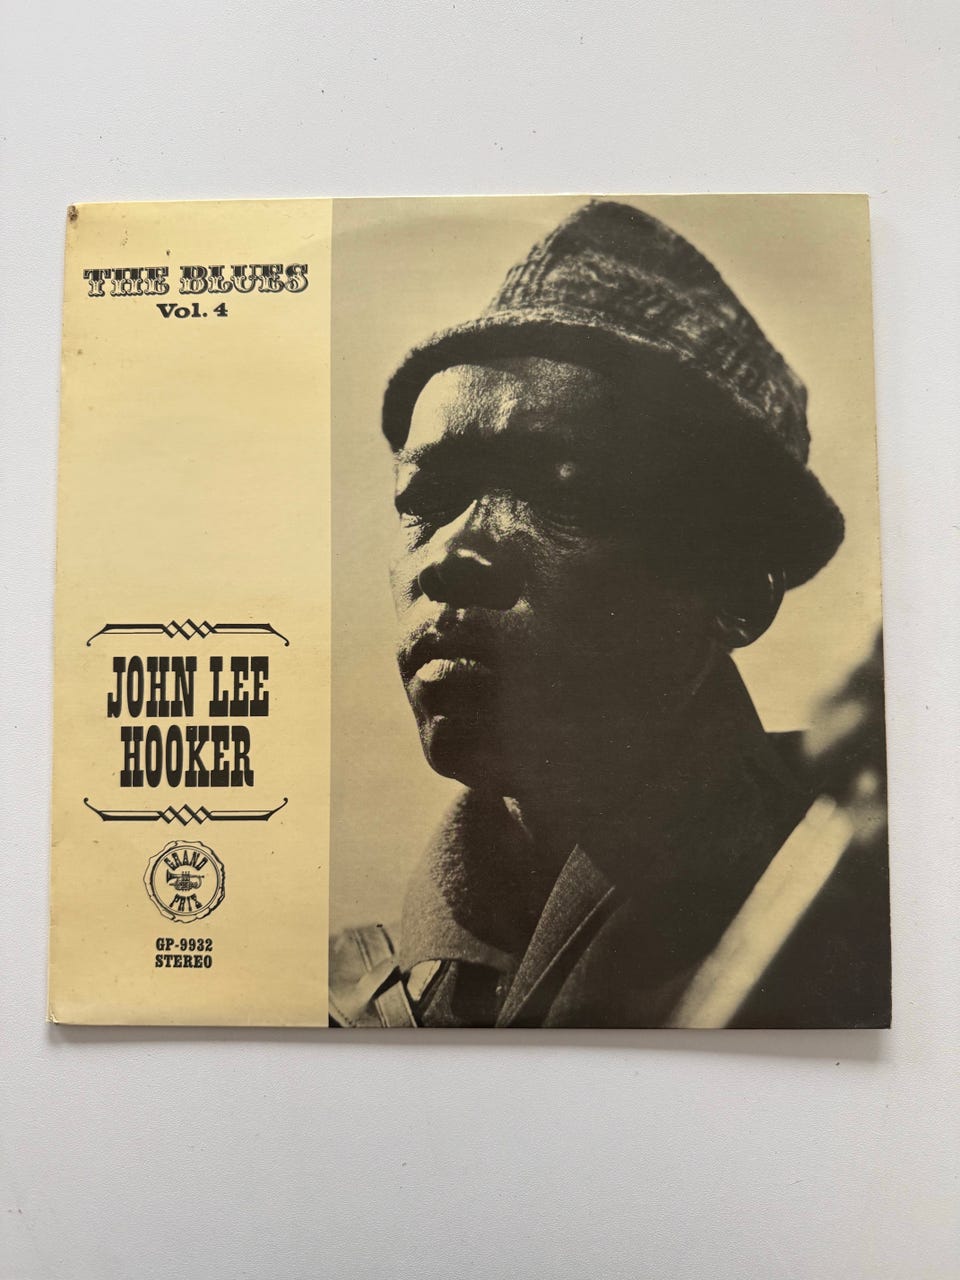 THE BLUES
Vol. 4
JOHN LEE
HOOKER
GRAND
PRIX
GP-9932
STEREO